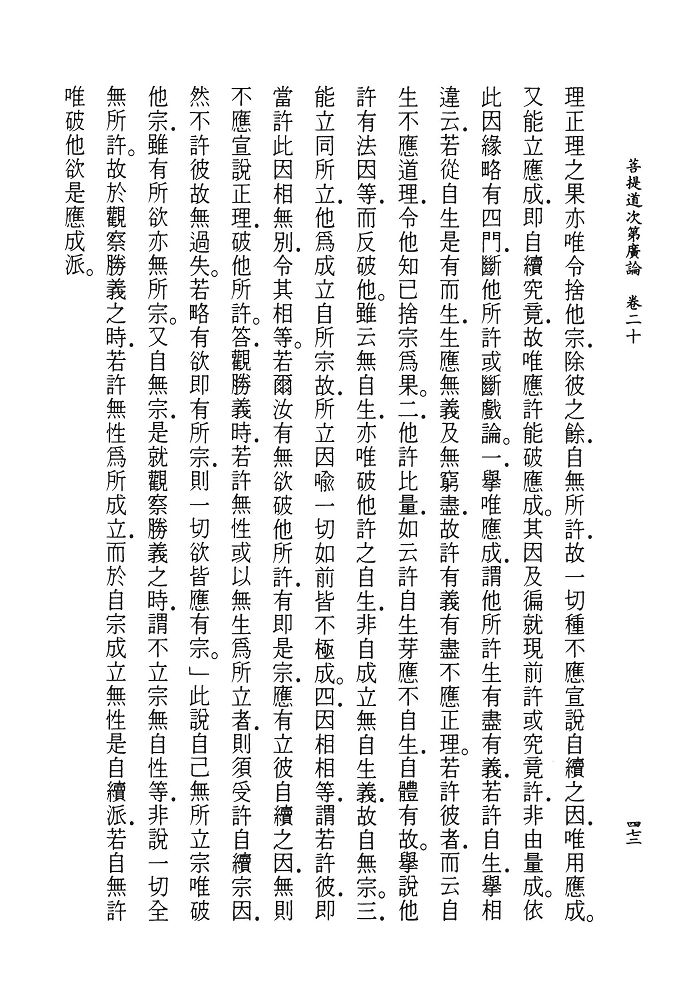 菩提道次第廣論　卷二十
四七三
理正理之果亦唯令捨他宗．除彼之餘．自無所許．故一切種不應宣說自續之因．唯用應成。
又能立應成．即自續究竟．故唯應許能破應成。其因及徧就現前許或究竟許．非由量成。依
此因緣略有四門．斷他所許或斷戲論。一舉唯應成．謂他所許生有盡有義．若許自生．舉相
違云．若從自生是有而生．生應無義及無窮盡．故許有義有盡不應正理。若許彼者．而云自
生不應道理．令他知已捨宗爲果。二他許比量．如云許自生芽應不自生．自體有故。舉說他
許有法因等．而反破他。雖云無自生．亦唯破他許之自生．非自成立無自生義．故自無宗。三．
能立同所立．他爲成立自所宗故．所立因喩一切如前皆不極成。四．因相相等．謂若許彼．即
當許此因相無別．令其相等。若爾汝有無欲破他所許．有即是宗．應有立彼自續之因．無則
不應宣說正理．破他所許。答．觀勝義時．若許無性或以無生爲所立者．則須受許自續宗因．
然不許彼故無過失。若略有欲即有所宗．則一切欲皆應有宗。」此說自己無所立宗唯破
他宗．雖有所欲亦無所宗。又自無宗．是就觀察勝義之時．謂不立宗無自性等．非說一切全
無所許。故於觀察勝義之時．若許無性爲所成立．而於自宗成立無性是自續派．若自無許
唯破他欲是應成派。